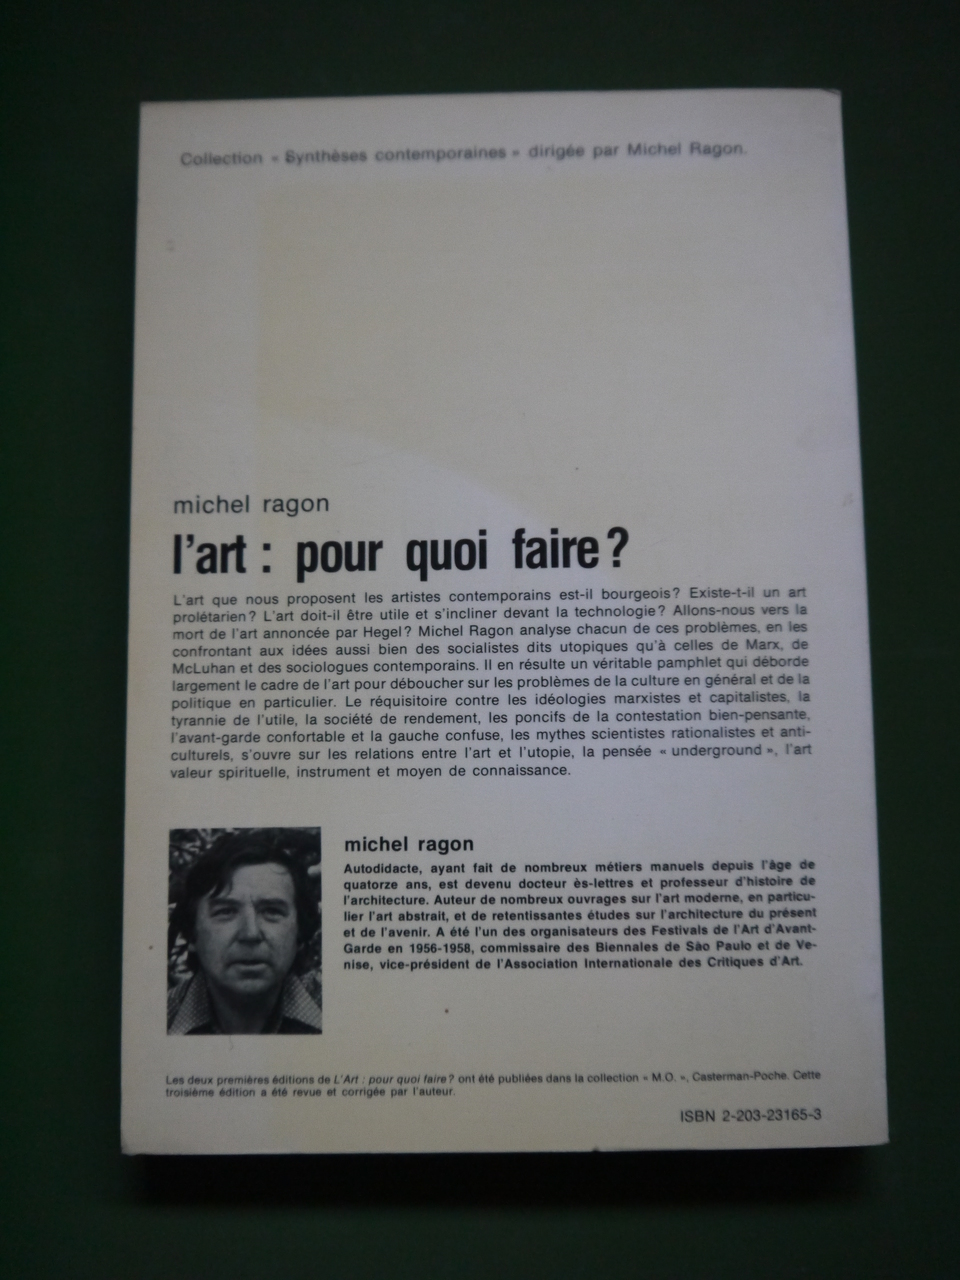 Collection « Synthèses contemporaines » dirigée par Michel Ragon.
michel ragon
l'art : pour quoi faire ?
L'art que nous proposent les artistes contemporains est-il bourgeois ? Existe-t-il un art
prolétarien ? L'art doit-il être utile et s'incliner devant la technologie ? Allons-nous vers la
mort de l'art annoncée par Hegel ? Michel Ragon analyse chacun de ces problèmes, en les
confrontant aux idées aussi bien des socialistes dits utopiques qu'à celles de Marx, de
McLuhan et des sociologues contemporains. Il en résulte un véritable pamphlet qui déborde
largement le cadre de l'art pour déboucher sur les problèmes de la culture en général et de la
politique en particulier. Le réquisitoire contre les idéologies marxistes et capitalistes, la
tyrannie de l'utile, la société de rendement, les poncifs de la contestation bien-pensante,
l'avant-garde confortable et la gauche confuse, les mythes scientistes rationalistes et anti-
culturels, s'ouvre sur les relations entre l'art et l'utopie, la pensée « underground », l'art
valeur spirituelle, instrument et moyen de connaissance.
michel ragon
Autodidacte, ayant fait de nombreux métiers manuels depuis l'âge de
quatorze ans, est devenu docteur ès-lettres et professeur d'histoire de
l'architecture. Auteur de nombreux ouvrages sur l'art moderne, en particu-
lier l'art abstrait, et de retentissantes études sur l'architecture du présent
et de l'avenir. A été l'un des organisateurs des Festivals de l'Art d'Avant-
Garde en 1956-1958, commissaire des Biennales de São Paulo et de Ve-
nise, vice-président de l'Association Internationale des Critiques d'Art.
Les deux premières éditions de L'Art : pour quoi faire ? ont été publiées dans la collection « M.O. », Casterman-Poche. Cette
troisième édition a été revue et corrigée par l'auteur.
ISBN 2-203-23165-3